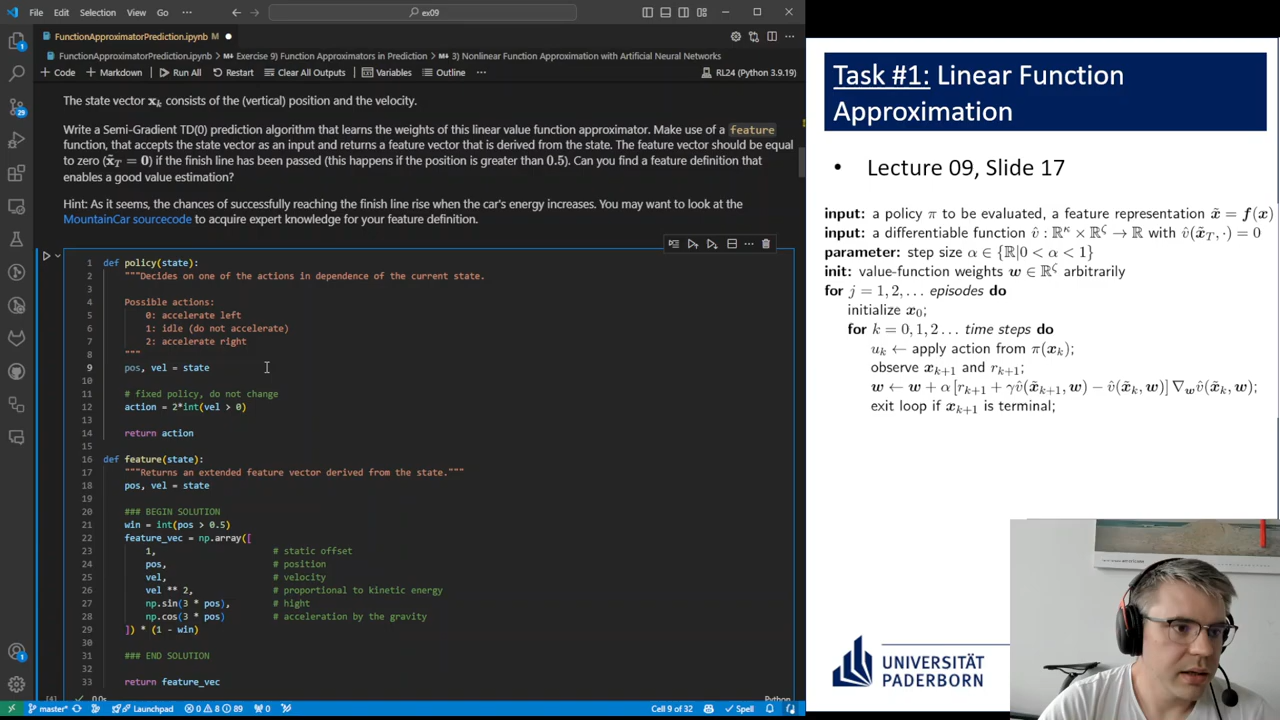 File Edit Selection View Go ···
ex09
FunctionApproximatorPrediction.ipynb M
FunctionApproximatorPrediction.ipynb > Exercise 9) Function Approximators in Prediction > 3) Nonlinear Function Approximation with Artificial Neural Networks
+ Code + Markdown Run All Restart Clear All Outputs Variables Outline ··· RL24 (Python 3.9.19)
The state vector xₖ consists of the (vertical) position and the velocity.
Write a Semi-Gradient TD(0) prediction algorithm that learns the weights of this linear value function approximator. Make use of a feature
function, that accepts the state vector as an input and returns a feature vector that is derived from the state. The feature vector should be equal
to zero (x̃_T = 0) if the finish line has been passed (this happens if the position is greater than 0.5). Can you find a feature definition that
enables a good value estimation?
Hint: As it seems, the chances of successfully reaching the finish line rise when the car's energy increases. You may want to look at the
MountainCar sourcecode to acquire expert knowledge for your feature definition.
1 def policy(state):
2 """Decides on one of the actions in dependence of the current state.
3
4 Possible actions:
5 0: accelerate left
6 1: idle (do not accelerate)
7 2: accelerate right
8 """
9 pos, vel = state
10
11 # fixed policy, do not change
12 action = 2*int(vel > 0)
13
14 return action
15
16 def feature(state):
17 """Returns an extended feature vector derived from the state."""
18 pos, vel = state
19
20 ### BEGIN SOLUTION
21 win = int(pos > 0.5)
22 feature_vec = np.array([
23 1, # static offset
24 pos, # position
25 vel, # velocity
26 vel ** 2, # proportional to kinetic energy
27 np.sin(3 * pos), # hight
28 np.cos(3 * pos) # acceleration by the gravity
29 ]) * (1 - win)
30
31 ### END SOLUTION
32
33 return feature_vec
[4] 0.0s Python
master* Launchpad 0 8 89 0 Cell 9 of 32 Spell
Task #1: Linear Function
Approximation
• Lecture 09, Slide 17
input: a policy π to be evaluated, a feature representation x̃ = f(x)
input: a differentiable function v̂ : ℝ^κ × ℝ^ζ → ℝ with v̂(x̃_T, ·) = 0
parameter: step size α ∈ {ℝ|0 < α < 1}
init: value-function weights w ∈ ℝ^ζ arbitrarily
for j = 1, 2, ... episodes do
initialize x₀;
for k = 0, 1, 2 ... time steps do
uₖ ← apply action from π(xₖ);
observe xₖ₊₁ and rₖ₊₁;
w ← w + α [rₖ₊₁ + γv̂(x̃ₖ₊₁, w) − v̂(x̃ₖ, w)] ∇_w v̂(x̃ₖ, w);
exit loop if xₖ₊₁ is terminal;
UNIVERSITÄT
PADERBORN